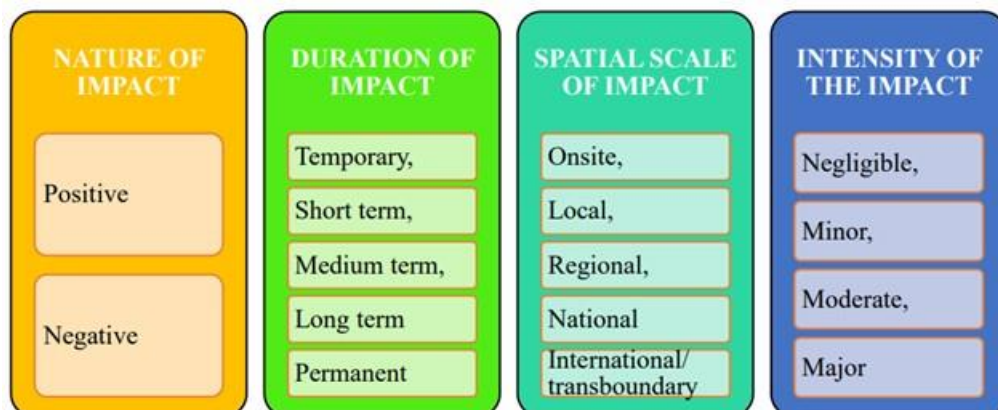 NATURE OF
IMPACT
Positive
Negative
DURATION OF
IMPACT
Temporary,
Short term,
Medium term,
Long term
Permanent
SPATIAL SCALE
OF IMPACT
Onsite,
Local,
Regional,
National
International/
transboundary
INTENSITY OF
THE IMPACT
Negligible,
Minor,
Moderate,
Major